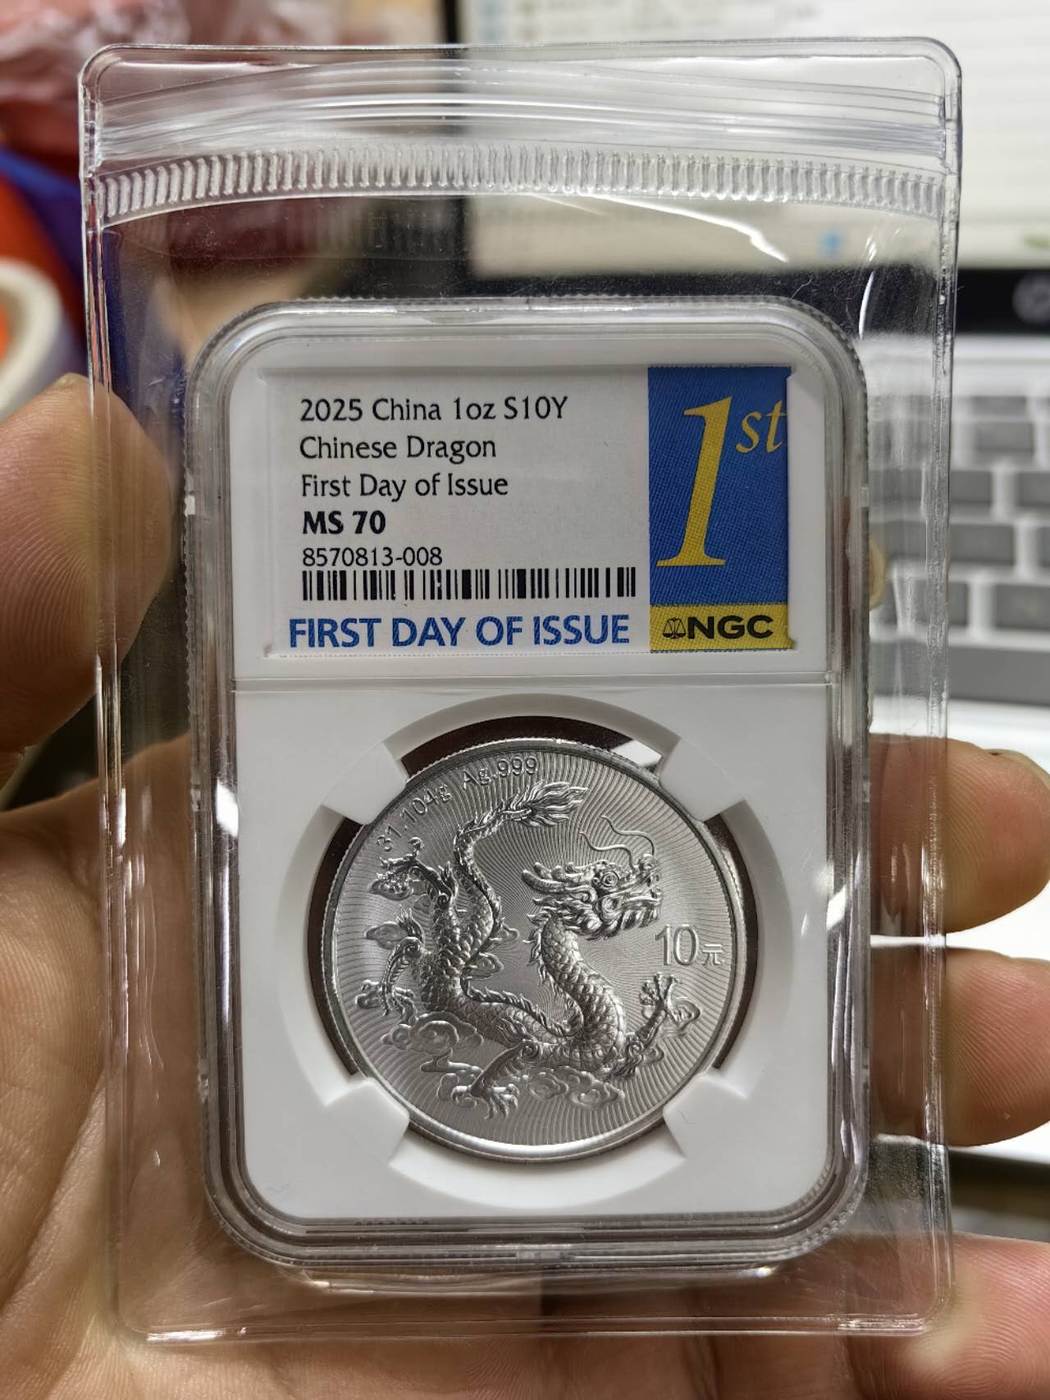 2025 China 1oz S10Y
Chinese Dragon
First Day of Issue
MS 70
8570813-008
FIRST DAY OF ISSUE
1st
NGC
31.104g Ag.999
10元